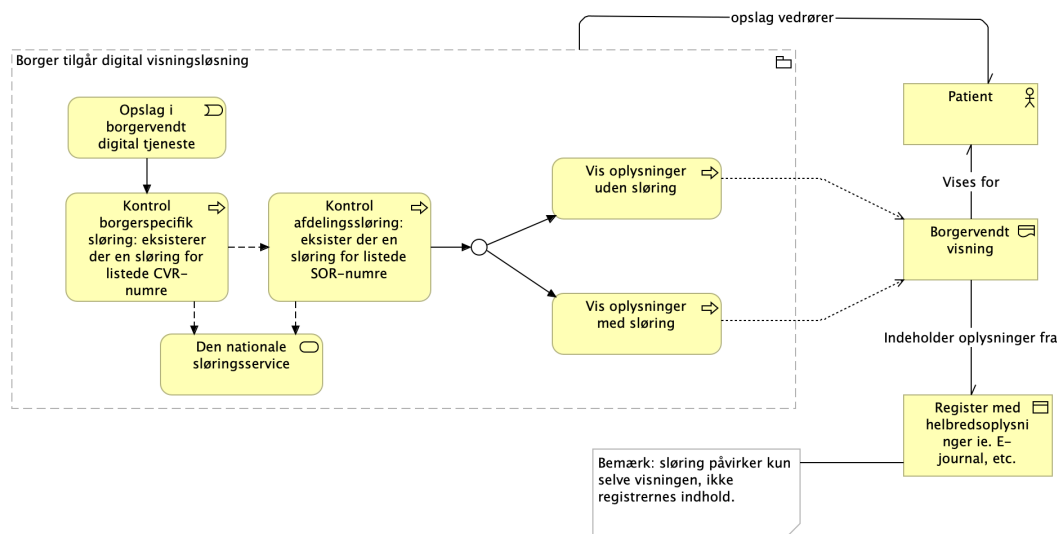 opslag vedrører
Borger tilgår digital visningsløsning
Opslag i
borgervendt
digital tjeneste
Kontrol
borgerspecifik
sløring: eksisterer
der en sløring for
listede CVR-
numre
Kontrol
afdelingssløring:
eksister der en
sløring for listede
SOR-numre
Den nationale
sløringsservice
Vis oplysninger
uden sløring
Vis oplysninger
med sløring
Patient
Vises for
Borgervendt
visning
Indeholder oplysninger fra
Register med
helbredsoplysni
nger ie. E-
journal, etc.
Bemærk: sløring påvirker kun
selve visningen, ikke
registrernes indhold.